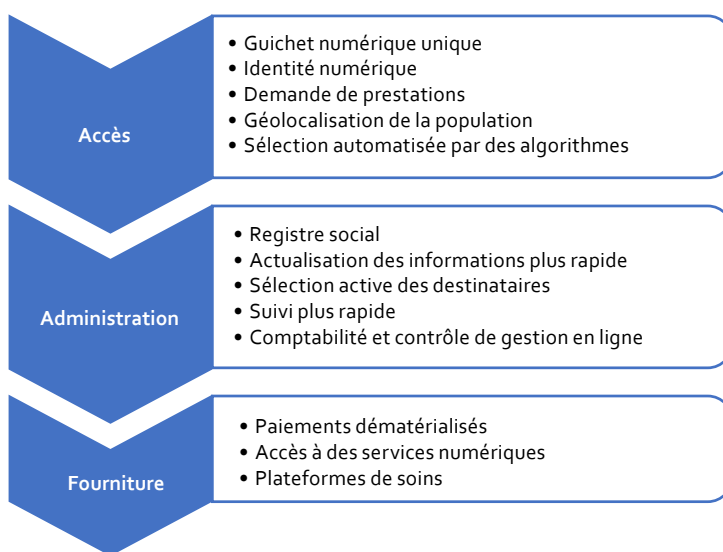 Accès
• Guichet numérique unique
• Identité numérique
• Demande de prestations
• Géolocalisation de la population
• Sélection automatisée par des algorithmes
Administration
• Registre social
• Actualisation des informations plus rapide
• Sélection active des destinataires
• Suivi plus rapide
• Comptabilité et contrôle de gestion en ligne
Fourniture
• Paiements dématérialisés
• Accès à des services numériques
• Plateformes de soins